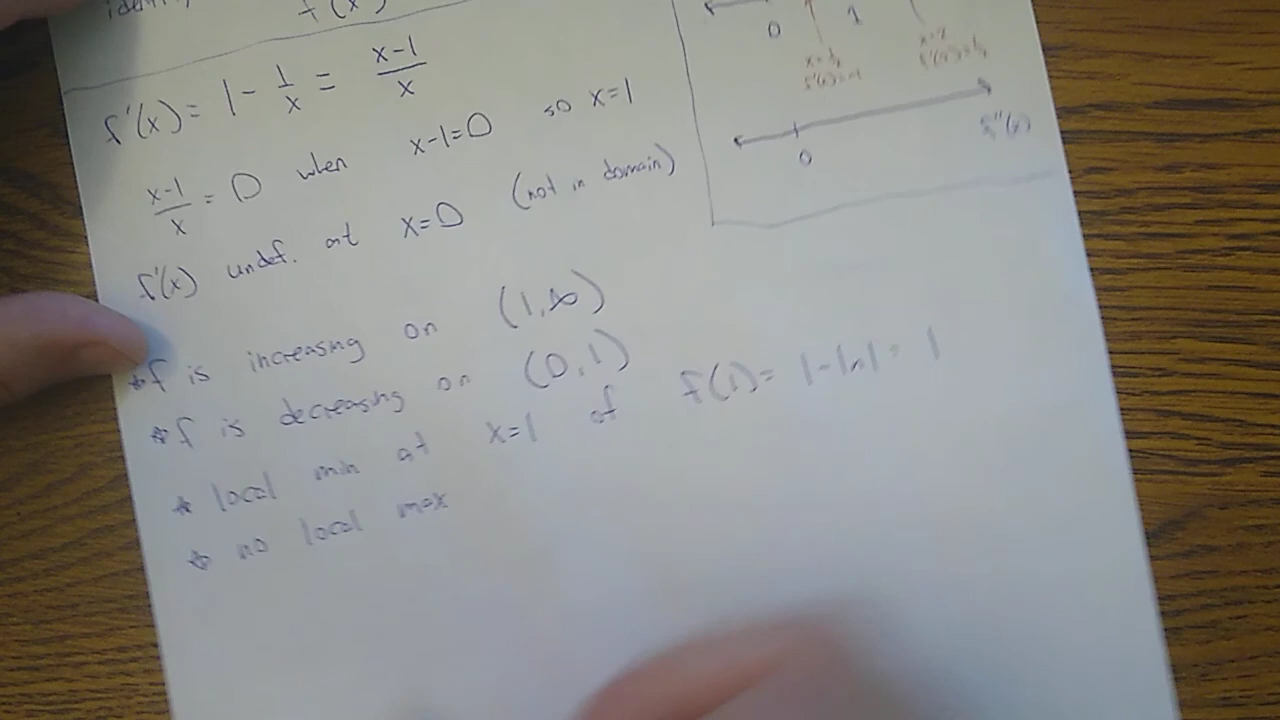 f(x)
f'(x) = 1 - 1/x = (x-1)/x
(x-1)/x = 0 when x-1=0 so x=1
f'(x) undef. at x=0 (not in domain)
* f is increasing on (1,∞)
* f is decreasing on (0,1)
* local min at x=1 of f(1) = 1-ln1 = 1
* no local max
0 1
f''(x)
0